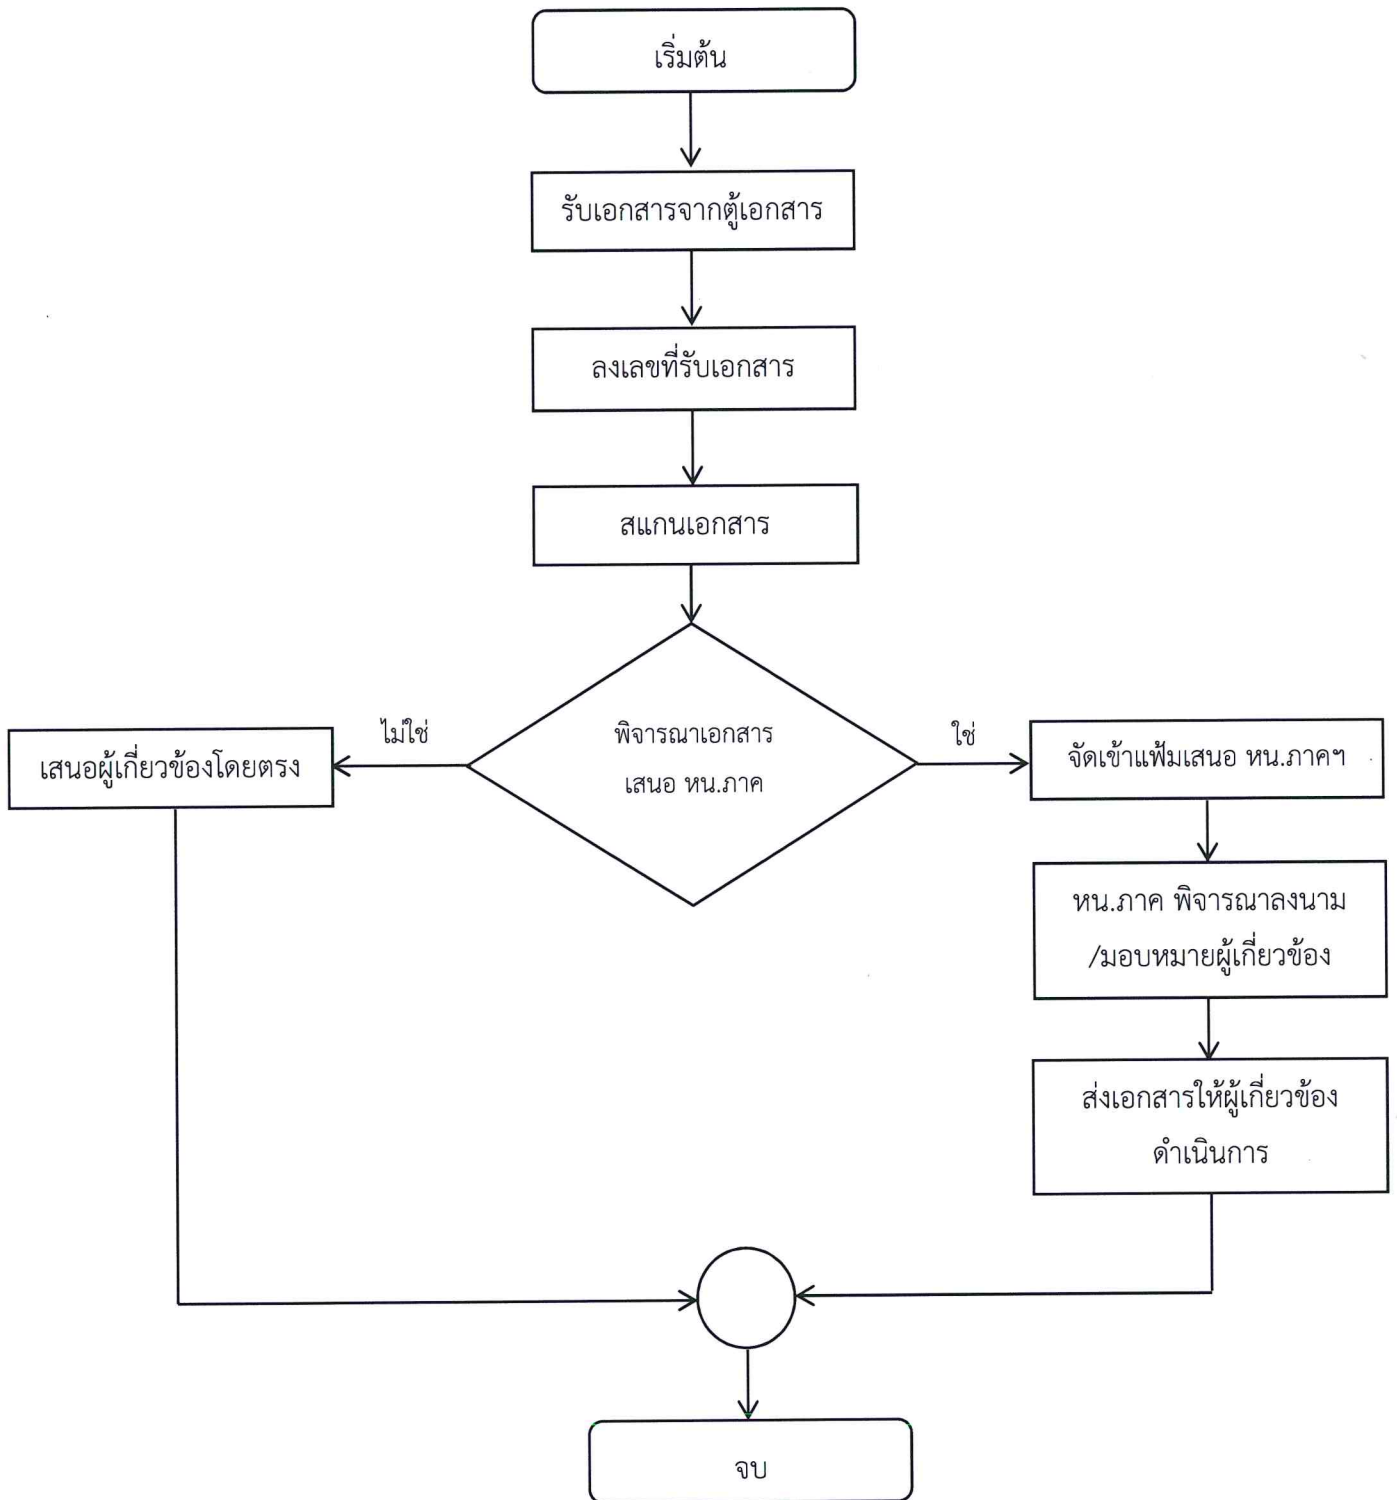 เริ่มต้น
รับเอกสารจากตู้เอกสาร
ลงเลขที่รับเอกสาร
สแกนเอกสาร
พิจารณาเอกสาร
เสนอ หน.ภาค
ไม่ใช่
เสนอผู้เกี่ยวข้องโดยตรง
ใช่
จัดเข้าแฟ้มเสนอ หน.ภาคฯ
หน.ภาค พิจารณาลงนาม
/มอบหมายผู้เกี่ยวข้อง
ส่งเอกสารให้ผู้เกี่ยวข้อง
ดำเนินการ
จบ